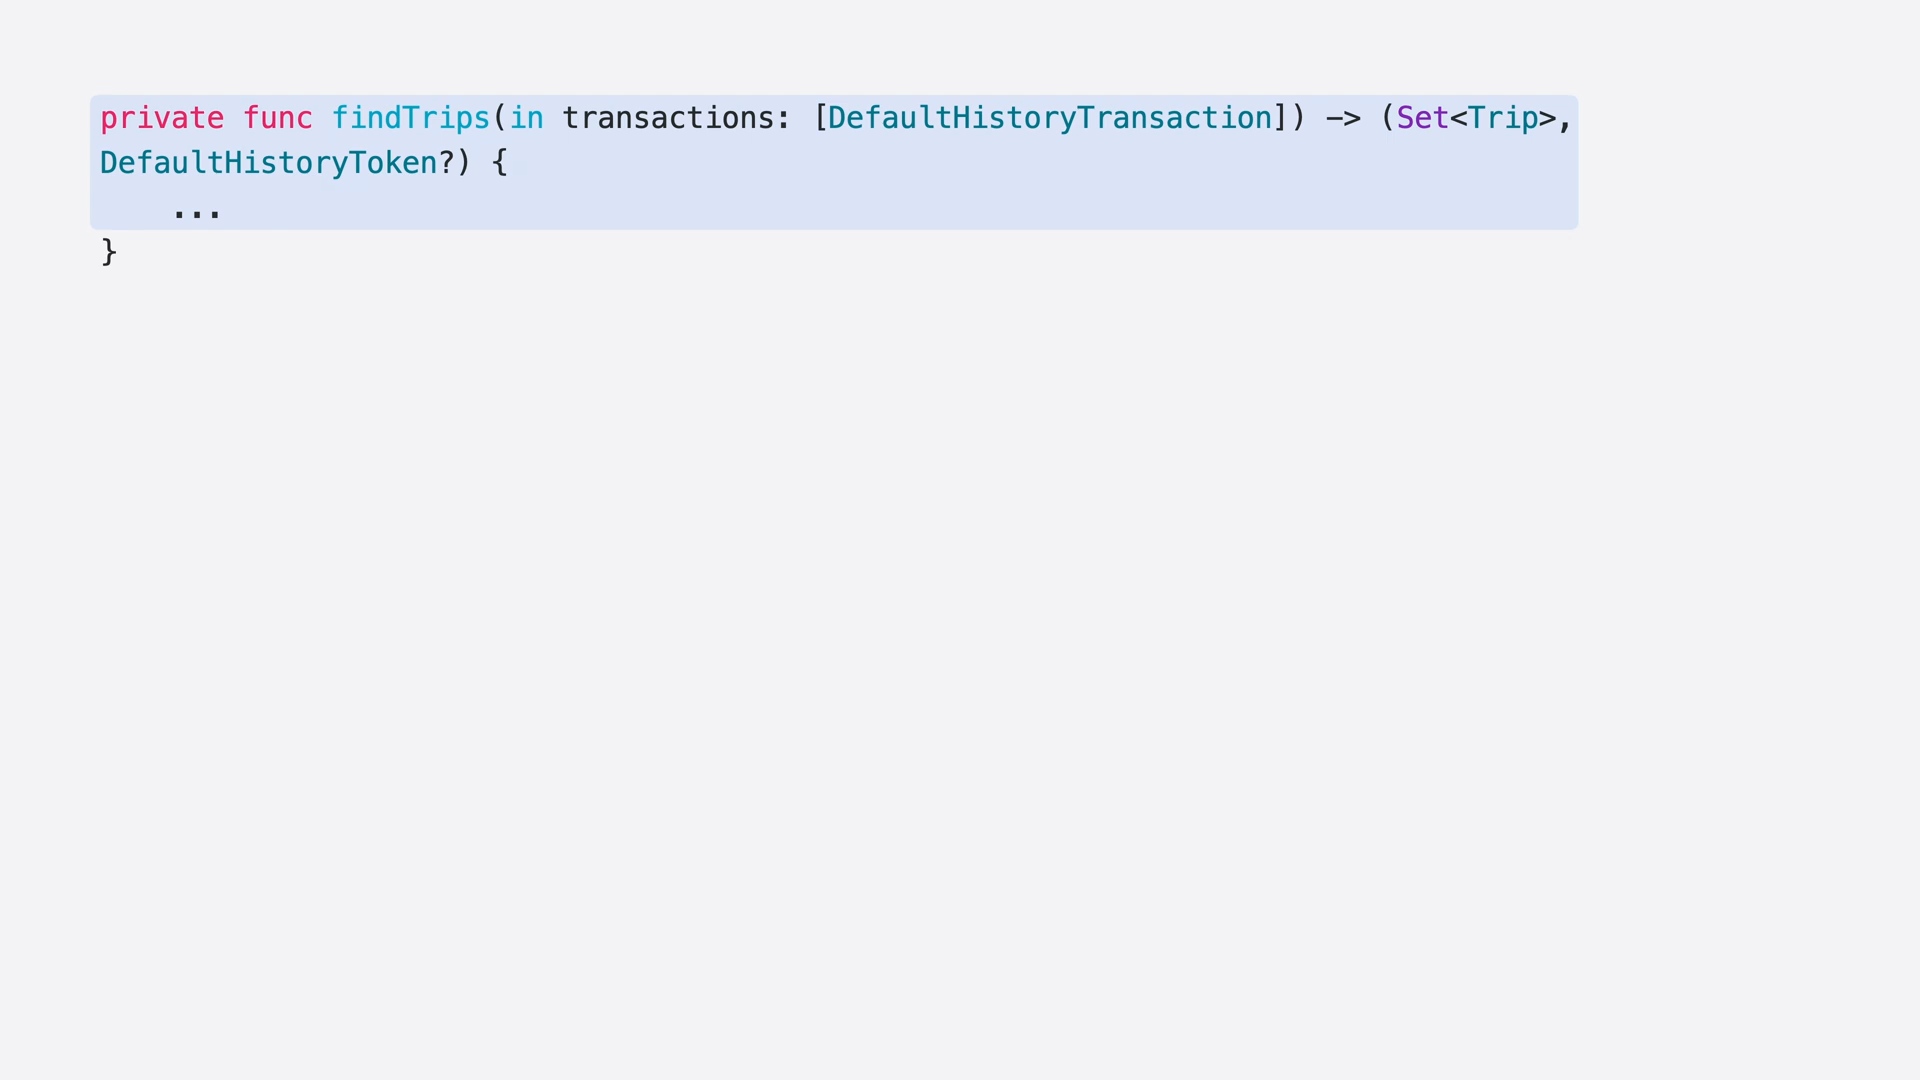 private func findTrips(in transactions: [DefaultHistoryTransaction]) -> (Set<Trip>,
DefaultHistoryToken?) {
    ...
}